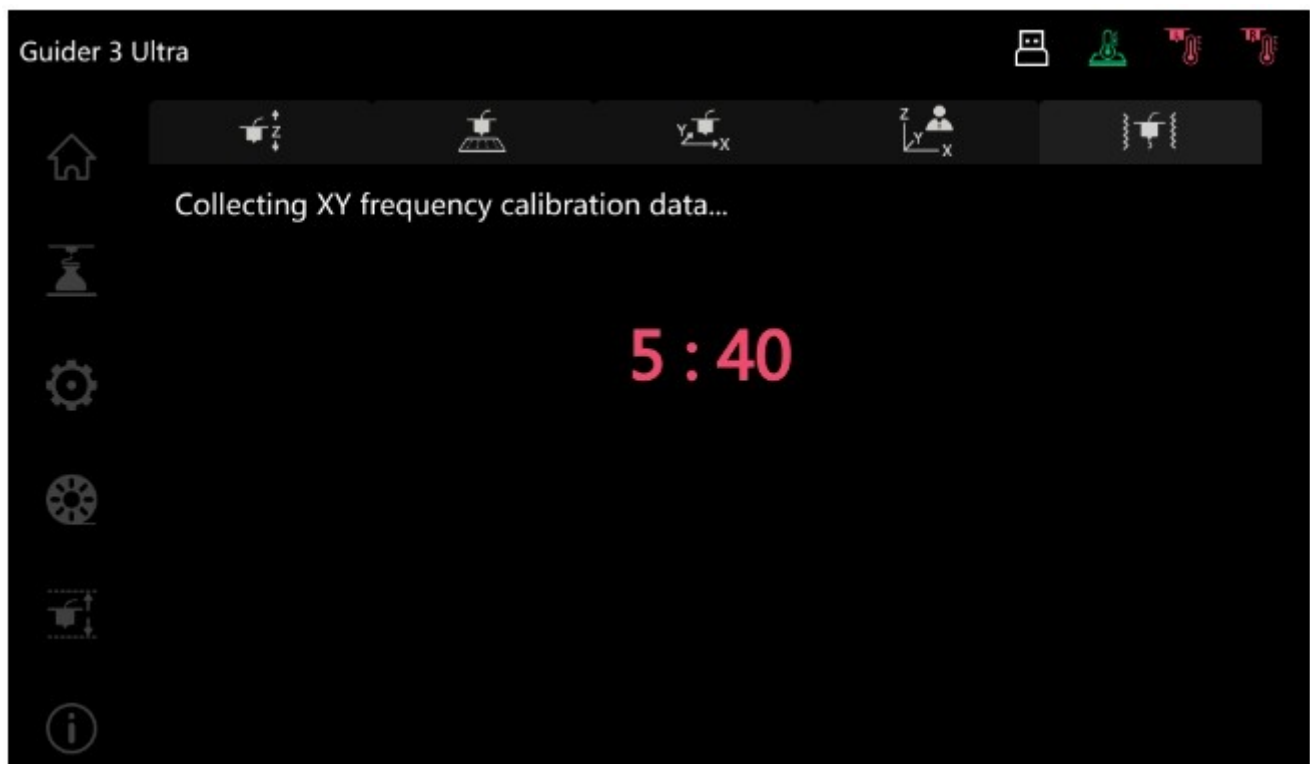 Guider 3 Ultra
L
R
Z
Y
X
Z
Y
X
Collecting XY frequency calibration data...
5 : 40
i